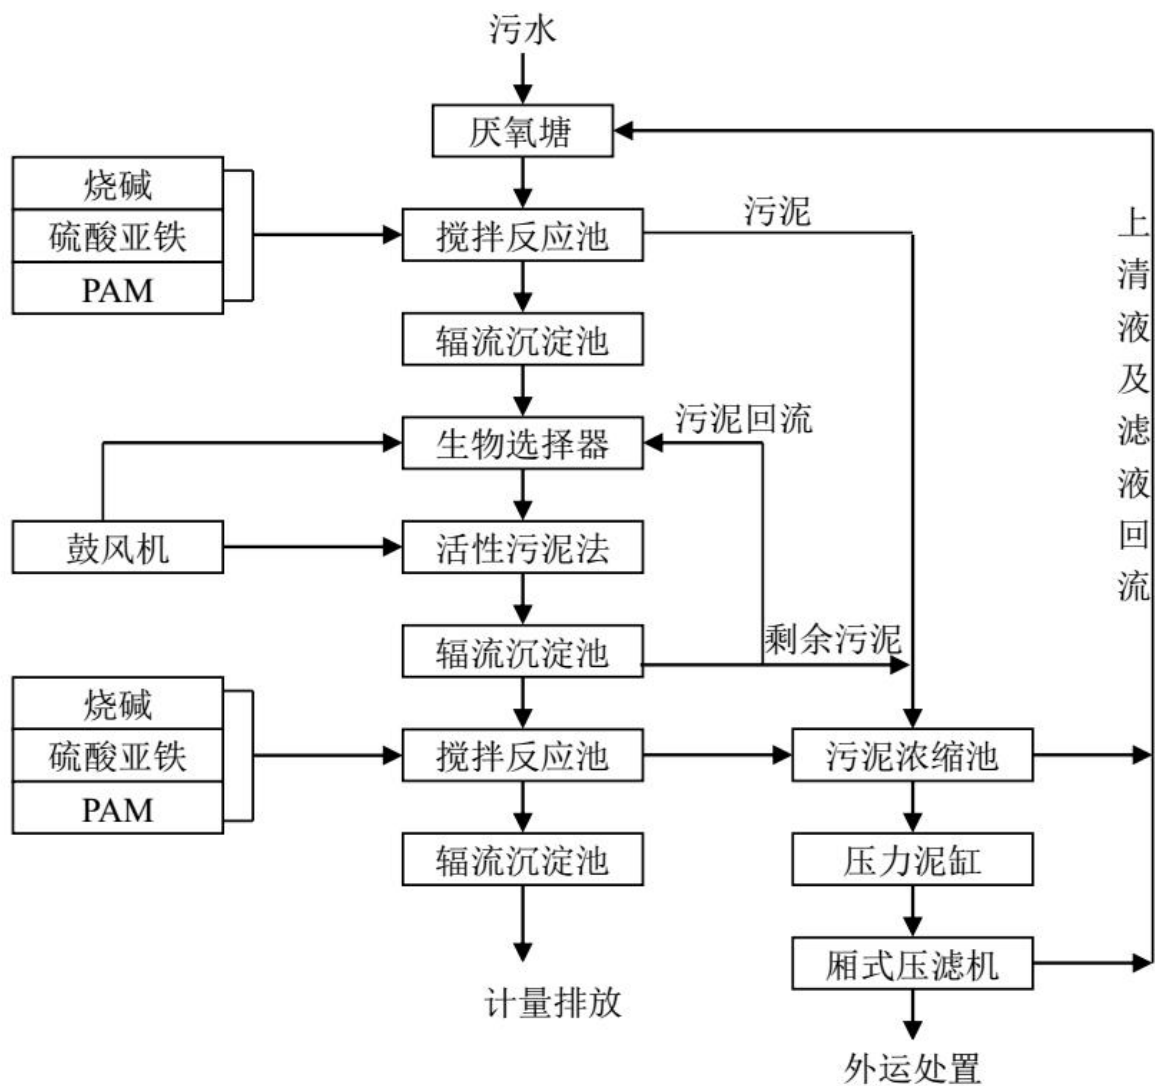 污水
厌氧塘
烧碱
硫酸亚铁
PAM
搅拌反应池
污泥
辐流沉淀池
生物选择器
污泥回流
鼓风机
活性污泥法
辐流沉淀池
剩余污泥
烧碱
硫酸亚铁
PAM
搅拌反应池
污泥浓缩池
辐流沉淀池
压力泥缸
厢式压滤机
计量排放
外运处置
上清液及滤液回流